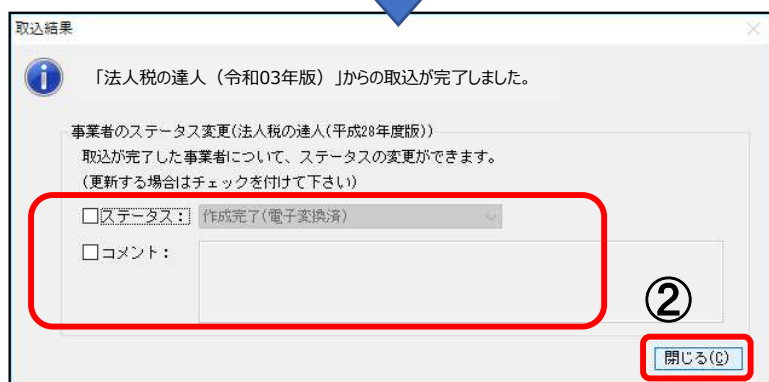 取込結果
「法人税の達人（令和03年版）」からの取込が完了しました。
事業者のステータス変更(法人税の達人(平成28年度版))
取込が完了した事業者について、ステータスの変更ができます。
(更新する場合はチェックを付けて下さい)
ステータス： 作成完了(電子変換済)
コメント：
②
閉じる(C)